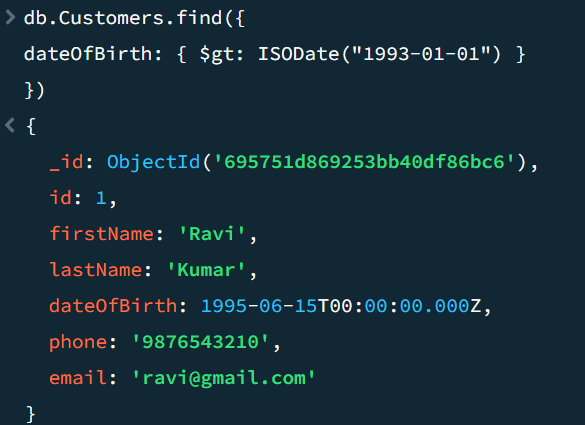 > db.Customers.find({
dateOfBirth: { $gt: ISODate("1993-01-01") }
})
< {
_id: ObjectId('695751d869253bb40df86bc6'),
id: 1,
firstName: 'Ravi',
lastName: 'Kumar',
dateOfBirth: 1995-06-15T00:00:00.000Z,
phone: '9876543210',
email: 'ravi@gmail.com'
}